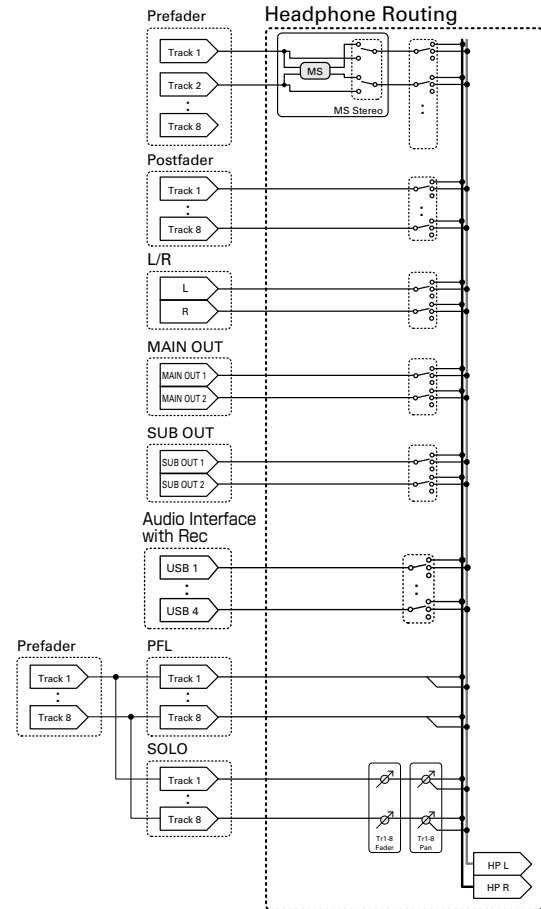 Prefader
Headphone Routing
Track 1
Track 2
:
Track 8
MS
MS Stereo
:
Postfader
Track 1
:
Track 8
:
L/R
L
R
MAIN OUT
MAIN OUT 1
MAIN OUT 2
SUB OUT
SUB OUT 1
SUB OUT 2
Audio Interface
with Rec
USB 1
:
USB 4
:
Prefader
Track 1
:
Track 8
PFL
Track 1
:
Track 8
SOLO
Track 1
:
Track 8
Tr1-8
Fader
Tr1-8
Pan
HP L
HP R